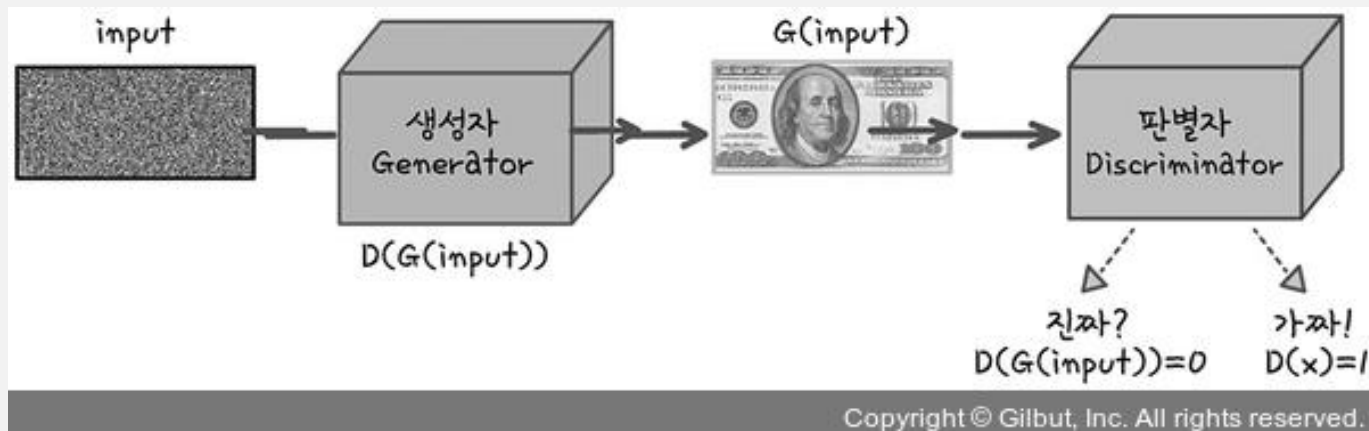 input
생성자
Generator
D(G(input))
G(input)
판별자
Discriminator
진짜?
D(G(input))=0
가짜!
D(x)=1
Copyright © Gilbut, Inc. All rights reserved.